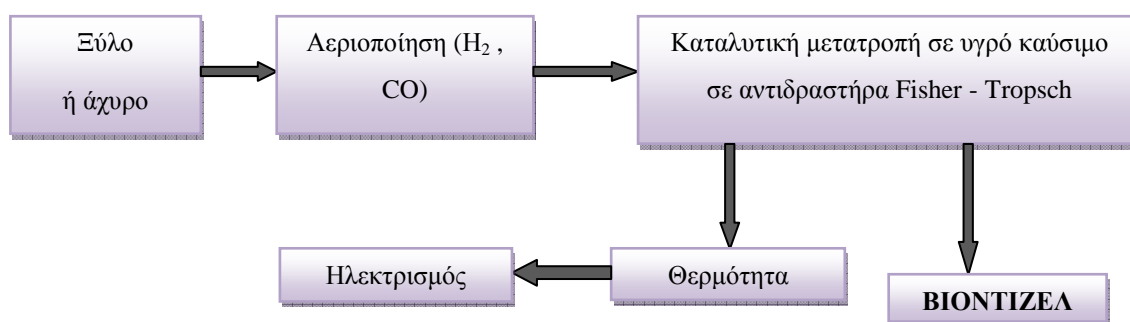 Ξύλο
ή άχυρο
Αεριοποίηση (H₂ ,
CO)
Καταλυτική μετατροπή σε υγρό καύσιμο
σε αντιδραστήρα Fisher - Tropsch
Ηλεκτρισμός
Θερμότητα
ΒΙΟΝΤΙΖΕΛ